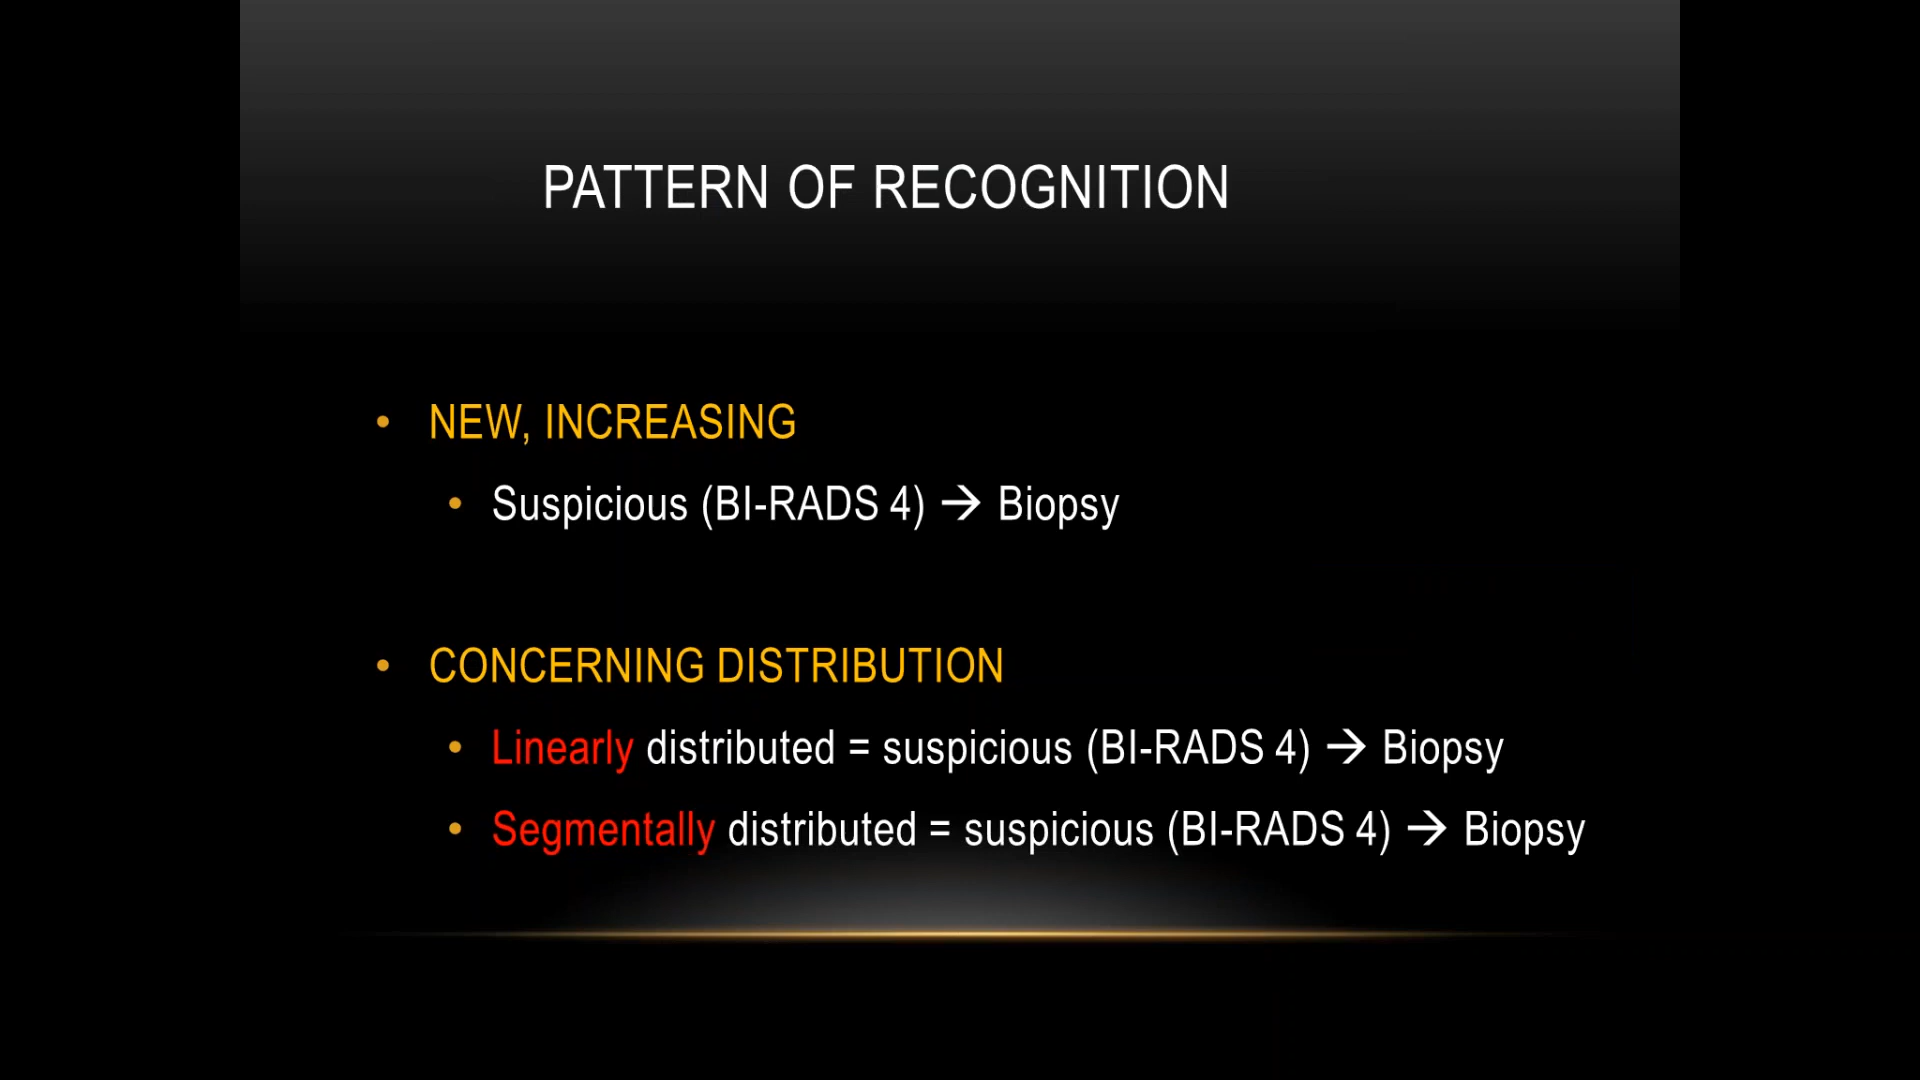 PATTERN OF RECOGNITION
• NEW, INCREASING
• Suspicious (BI-RADS 4) → Biopsy
• CONCERNING DISTRIBUTION
• Linearly distributed = suspicious (BI-RADS 4) → Biopsy
• Segmentally distributed = suspicious (BI-RADS 4) → Biopsy